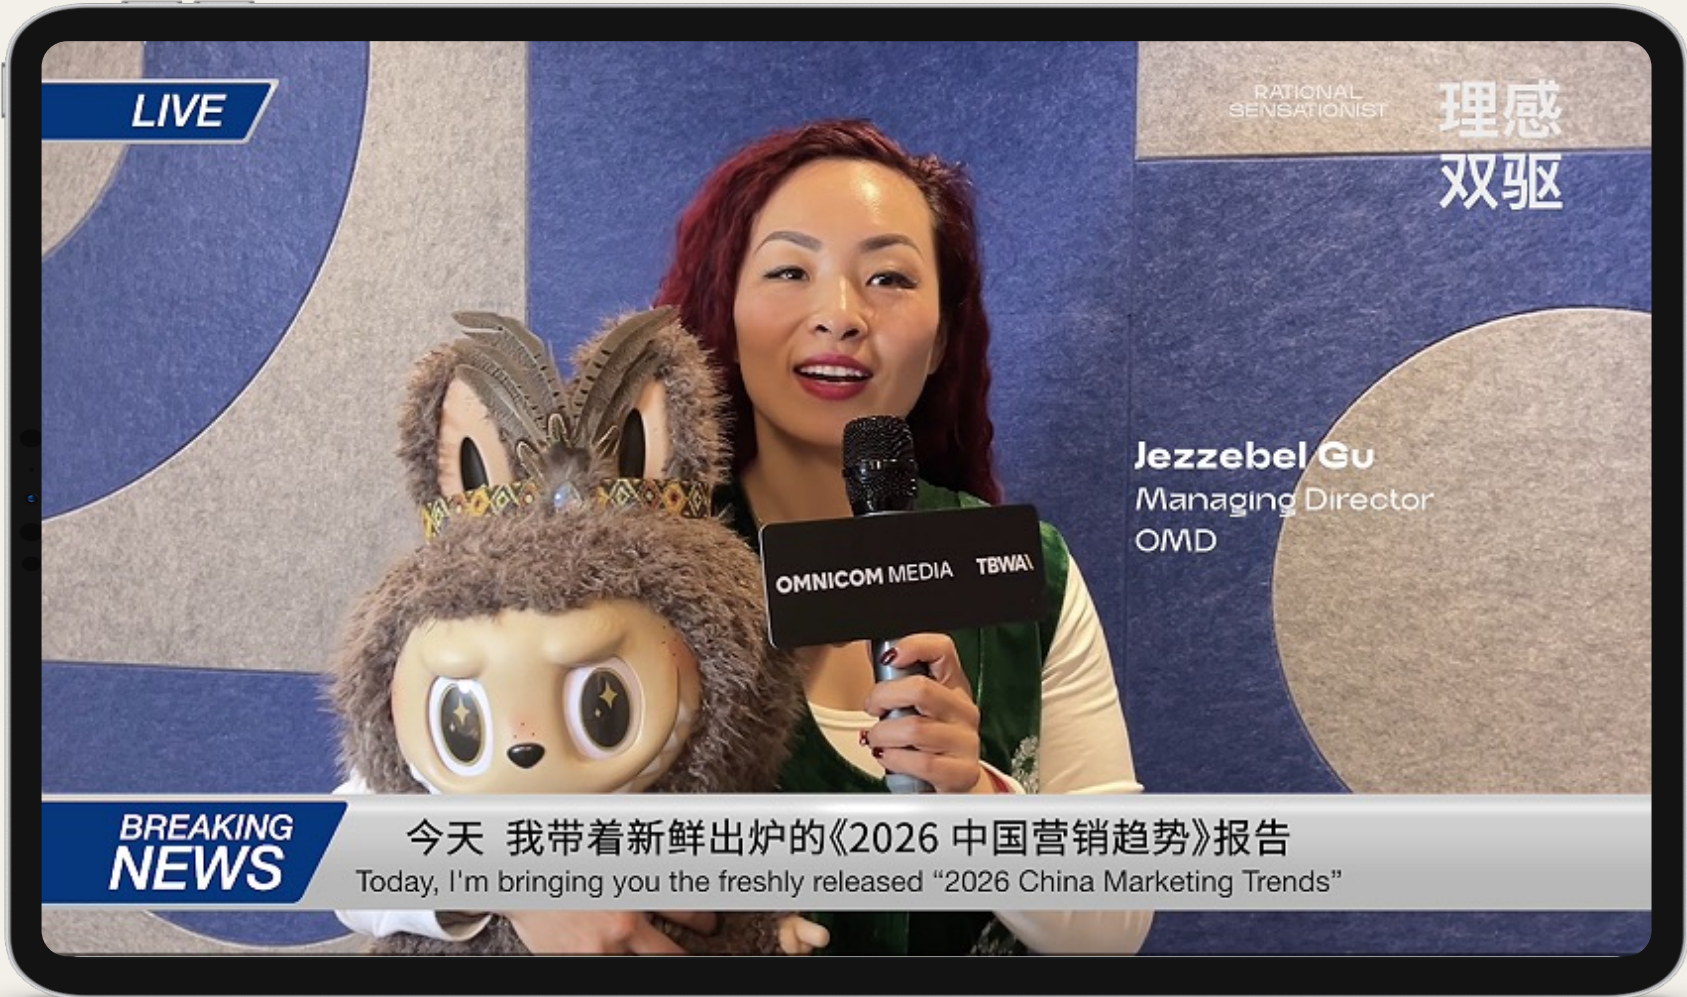 LIVE
RATIONAL
SENSATIONIST
理感
双驱
Jezzebel Gu
Managing Director
OMD
OMNICOM MEDIA TBWA\
BREAKING
NEWS
今天 我带着新鲜出炉的《2026 中国营销趋势》报告
Today, I'm bringing you the freshly released “2026 China Marketing Trends”